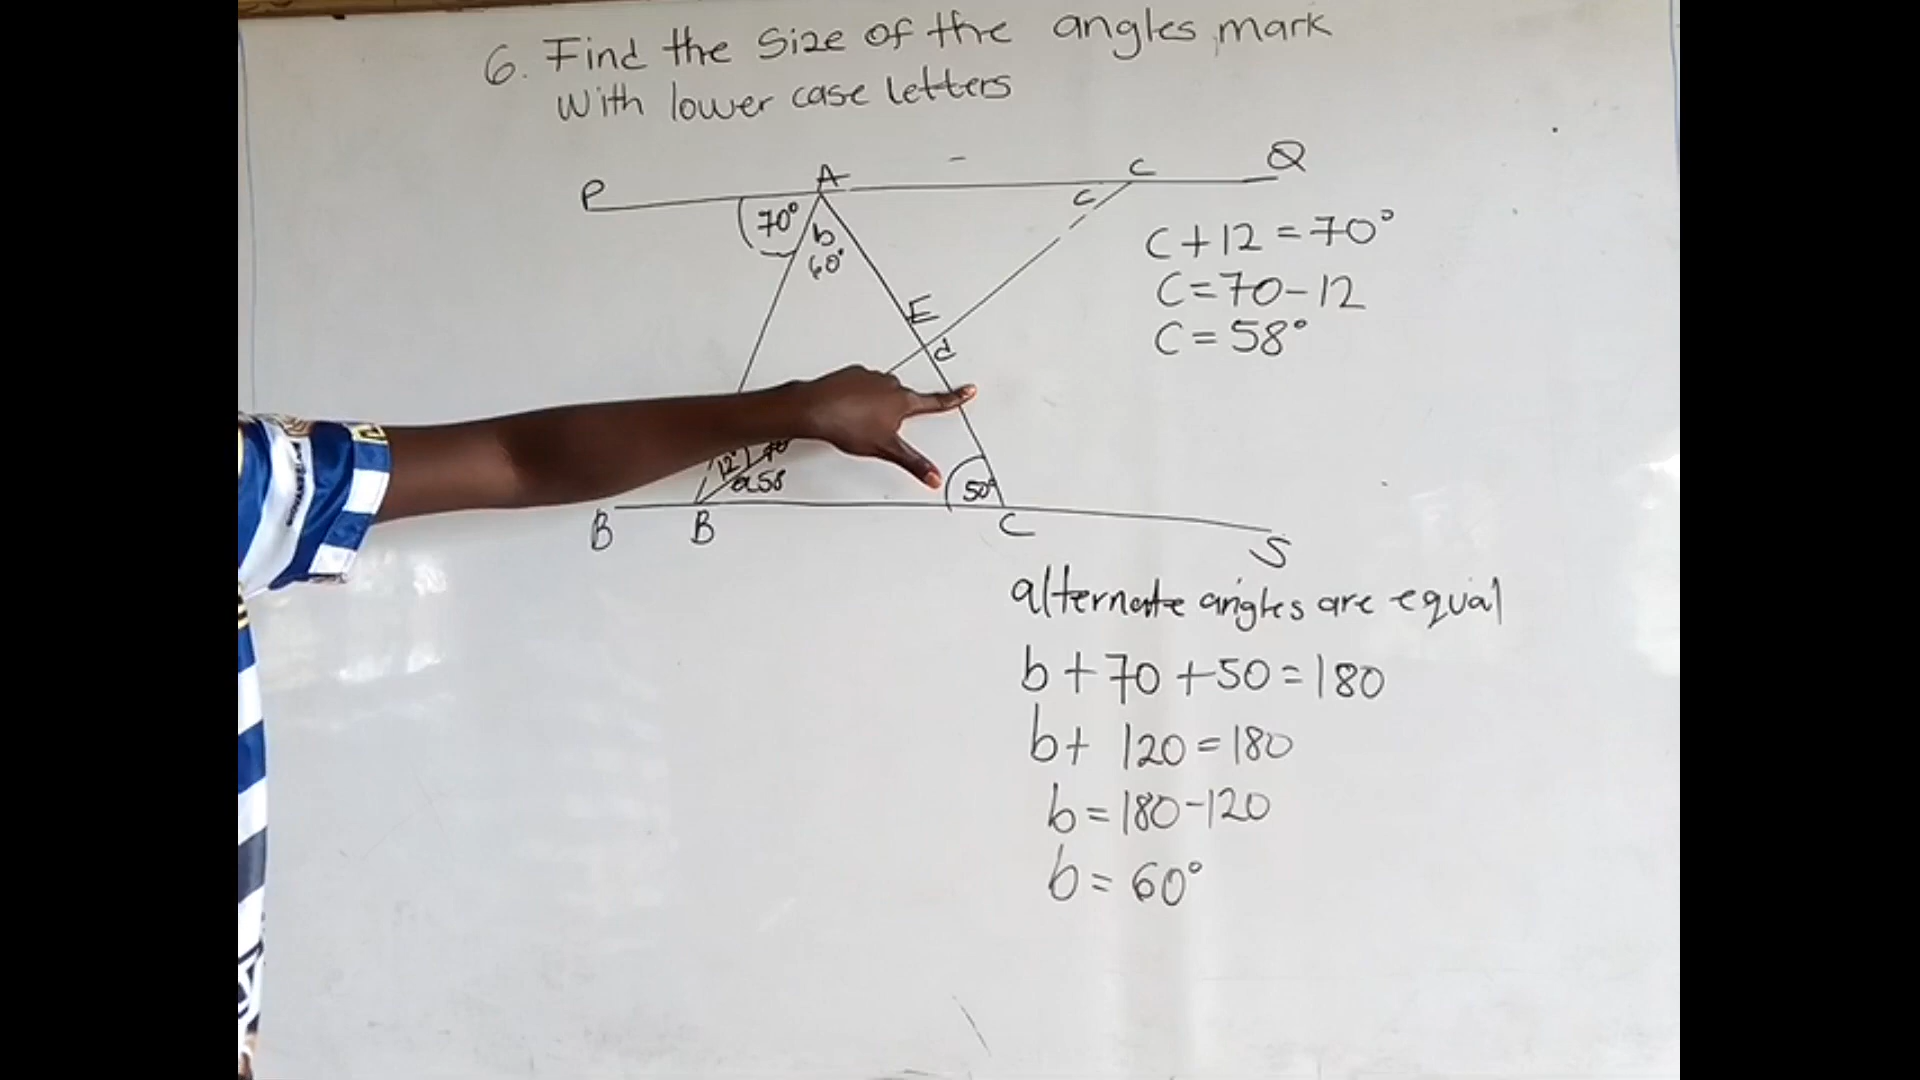 6. Find the Size of the angles mark
With lower case letters
P A C Q
70° b C
60°
C+12=70°
C=70-12
C=58°
E
d
12°
a58
50°
B B C S
alternate angles are equal
b+70+50=180
b+ 120=180
b=180-120
b=60°